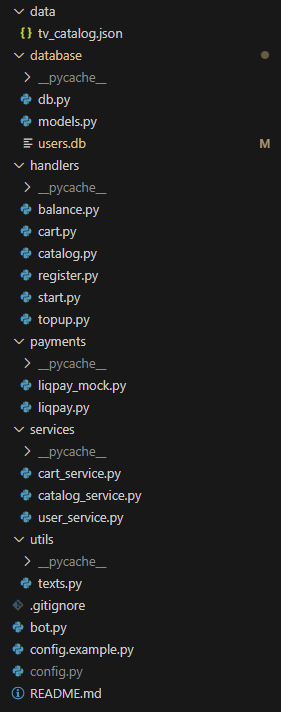 data
{ } tv_catalog.json
database
__pycache__
db.py
models.py
users.db M
handlers
__pycache__
balance.py
cart.py
catalog.py
register.py
start.py
topup.py
payments
__pycache__
liqpay_mock.py
liqpay.py
services
__pycache__
cart_service.py
catalog_service.py
user_service.py
utils
__pycache__
texts.py
.gitignore
bot.py
config.example.py
config.py
README.md